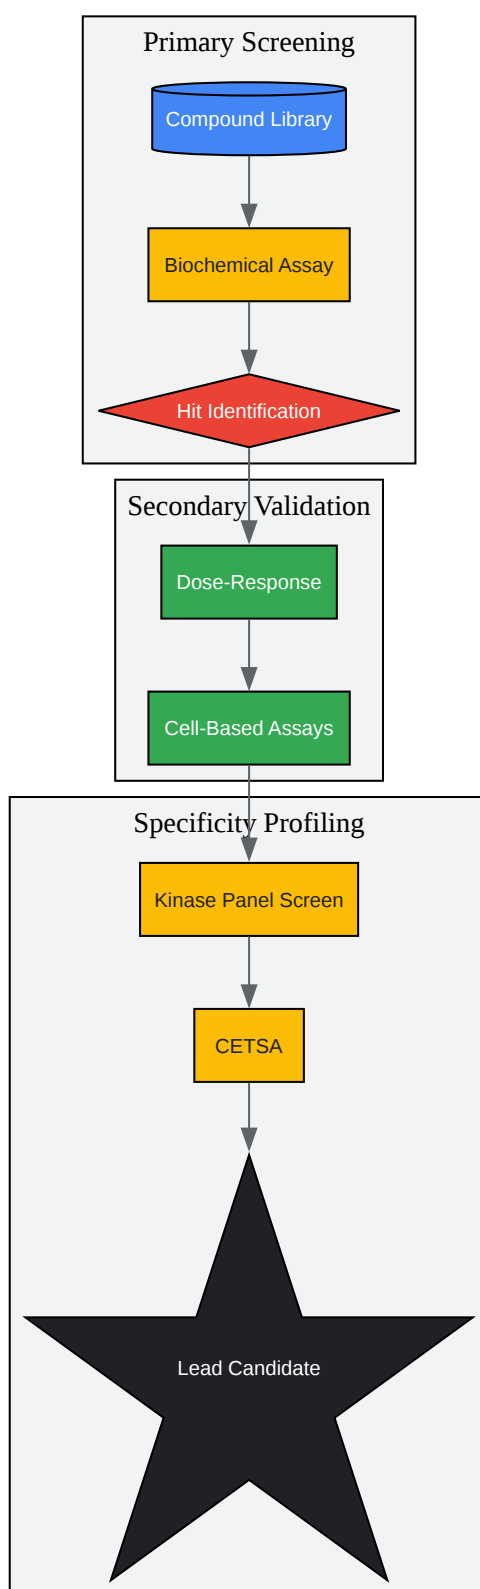 Primary Screening
Compound Library
Biochemical Assay
Hit Identification
Secondary Validation
Dose-Response
Cell-Based Assays
Specificity Profiling
Kinase Panel Screen
CETSA
Lead Candidate